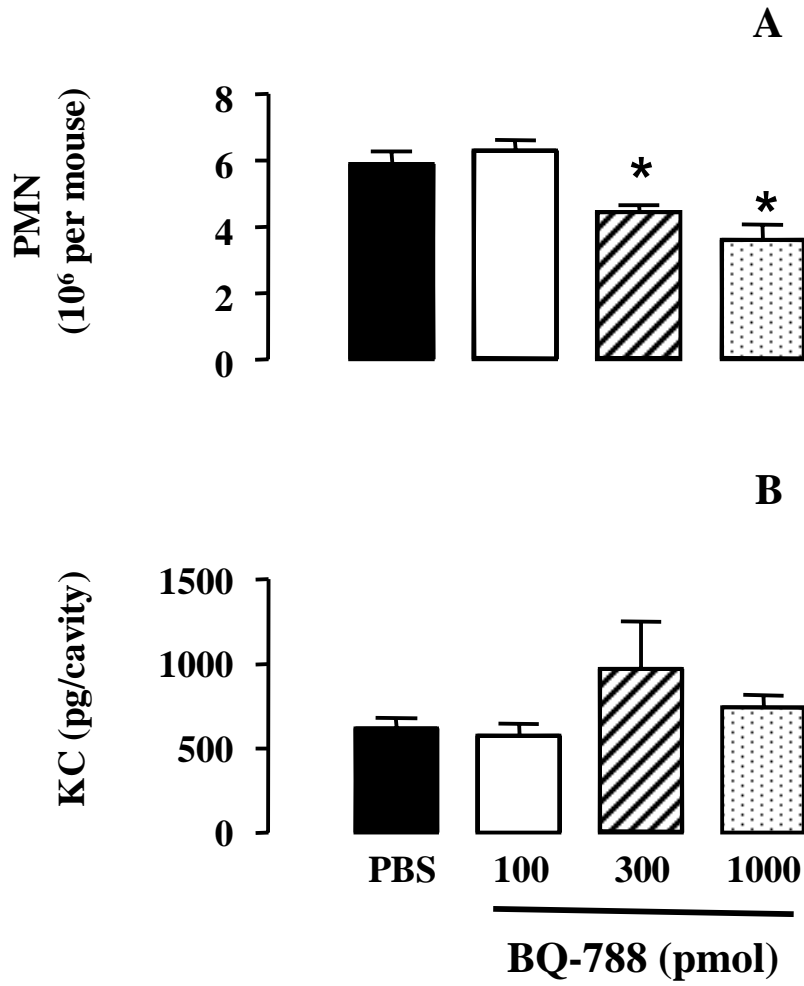 A
PMN
(10⁶ per mouse)
8
6
4
2
0
*
*
B
KC (pg/cavity)
1500
1000
500
0
PBS 100 300 1000
BQ-788 (pmol)